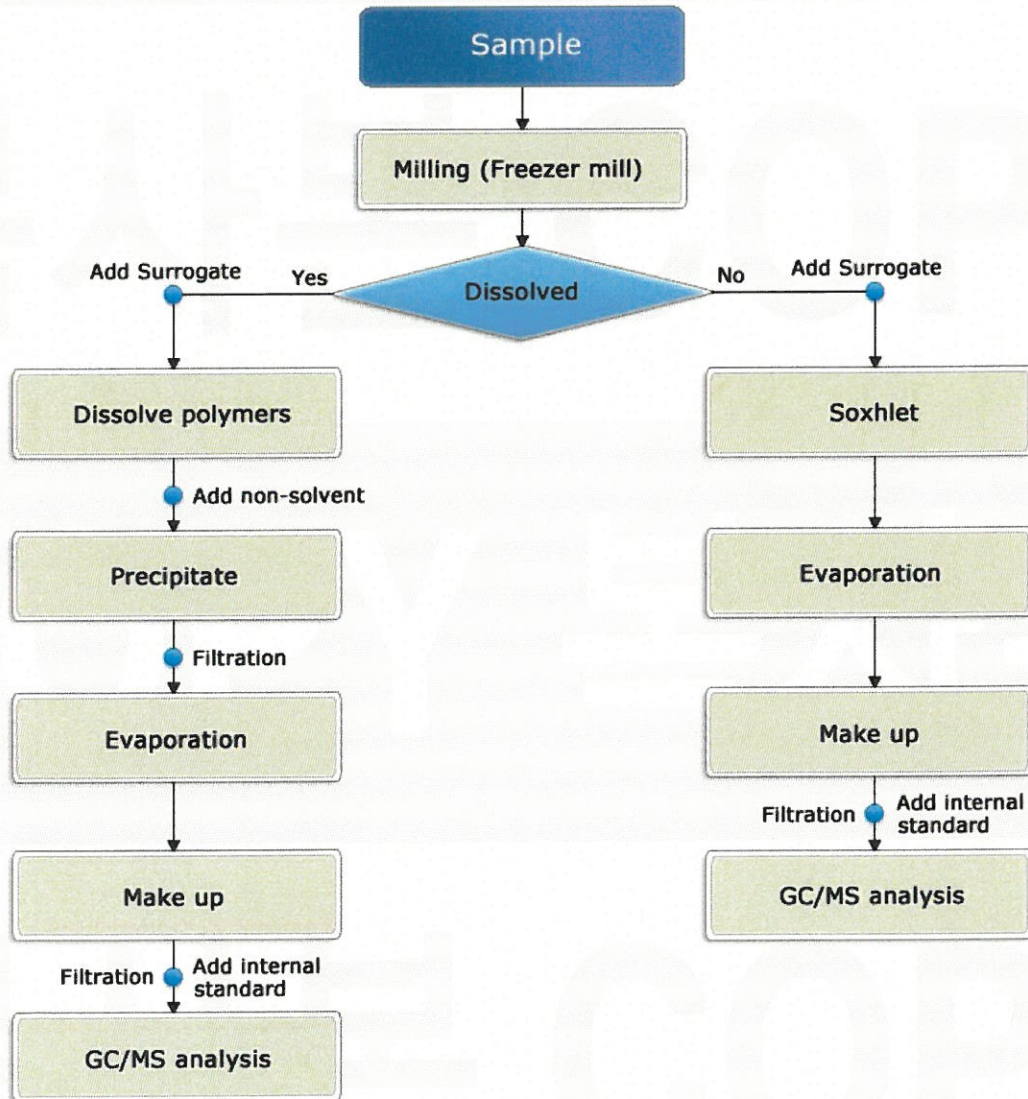 Sample
Milling (Freezer mill)
Dissolved
Yes
Add Surrogate
No
Add Surrogate
Dissolve polymers
Add non-solvent
Precipitate
Filtration
Evaporation
Make up
Filtration
Add internal
standard
GC/MS analysis
Soxhlet
Evaporation
Make up
Filtration
Add internal
standard
GC/MS analysis